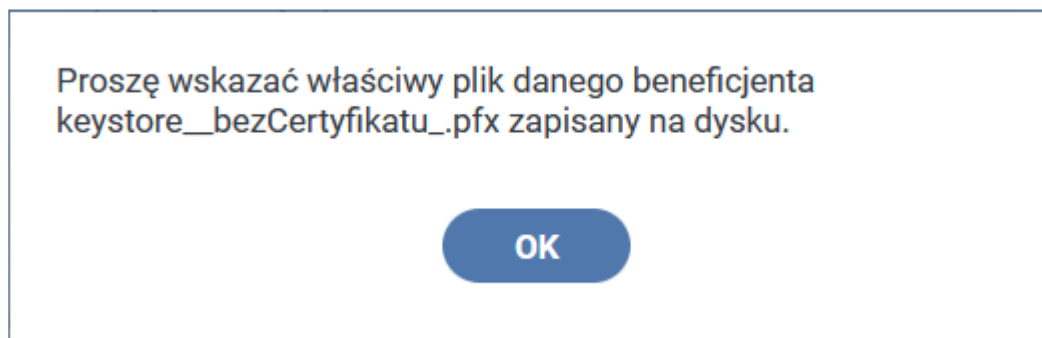 Proszę wskazać właściwy plik danego beneficjenta
keystore__bezCertyfikatu_.pfx zapisany na dysku.
OK